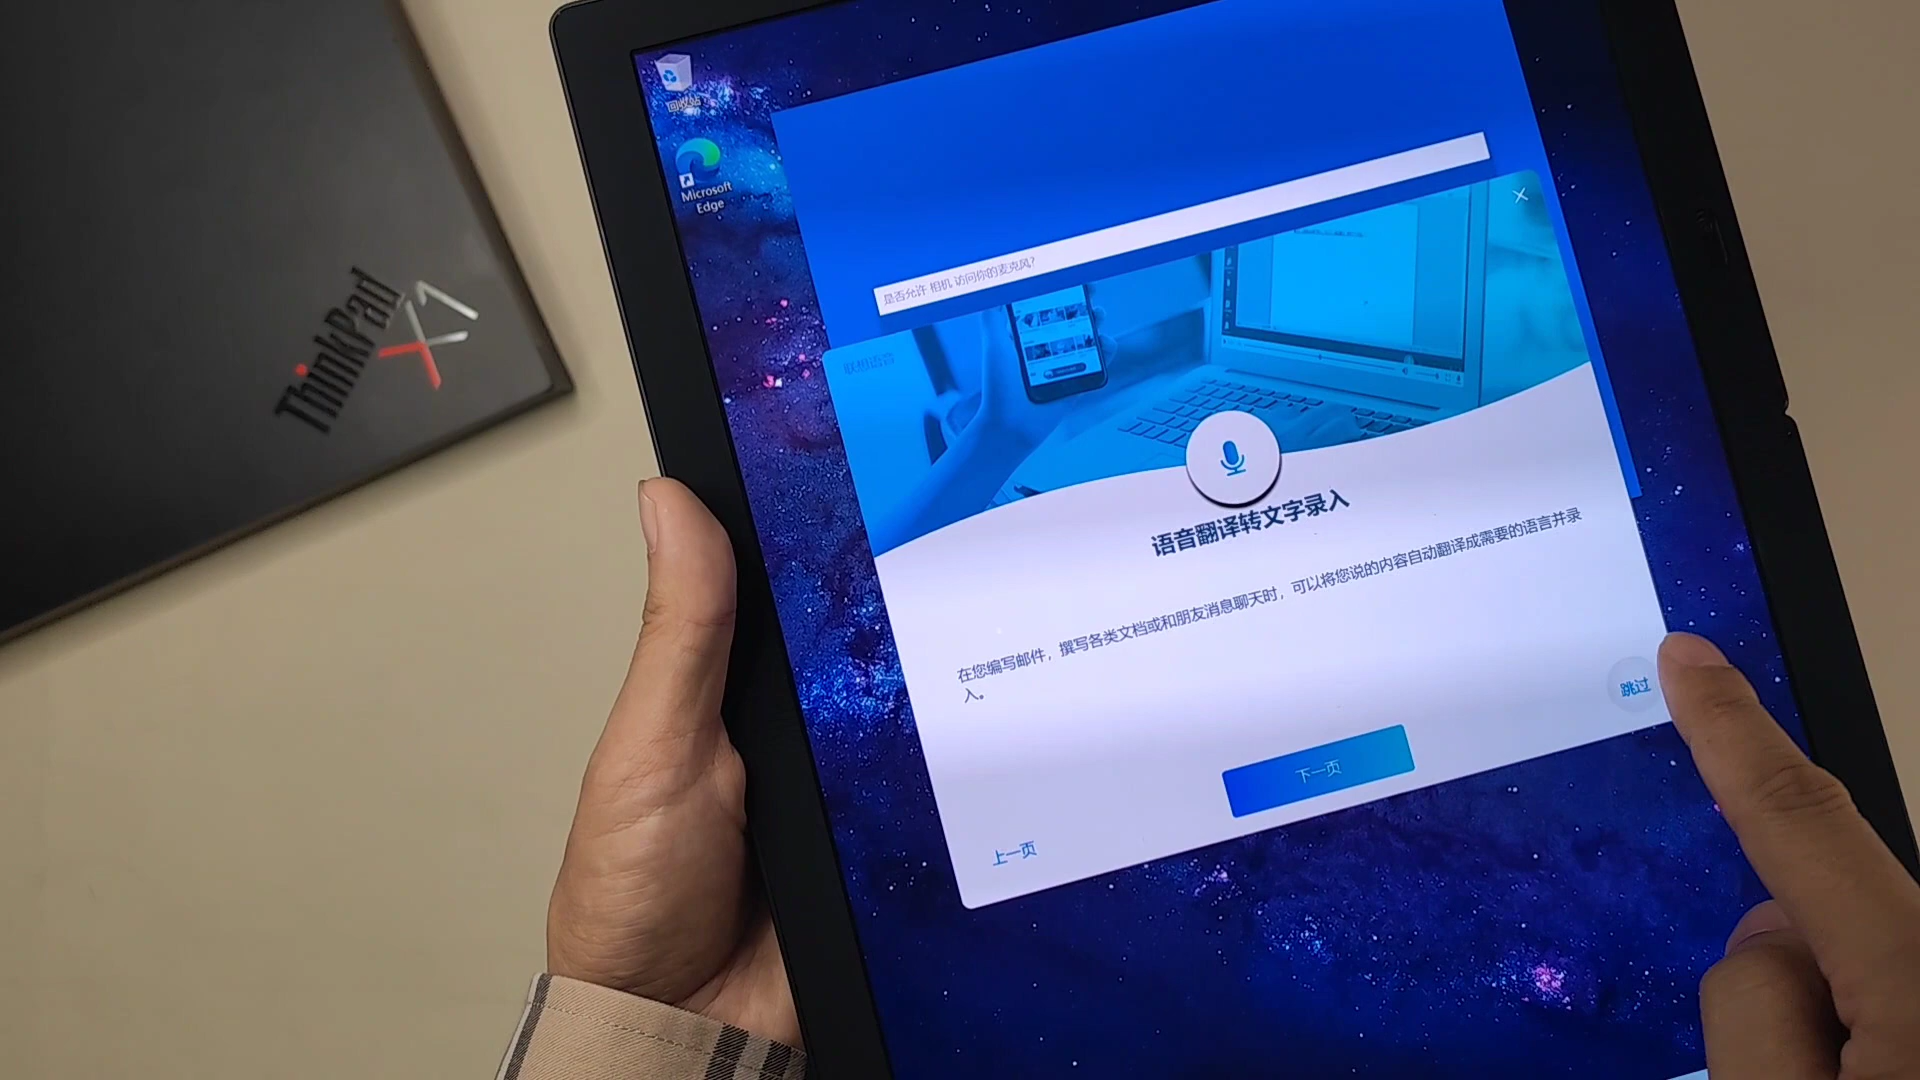 ThinkPad
X1
回收站
Microsoft
Edge
是否允许 相机 访问你的麦克风?
联想语音
语音翻译转文字录入
在您编写邮件，撰写各类文档或和朋友消息聊天时，可以将您说的内容自动翻译成需要的语言并录
入。
跳过
下一页
上一页